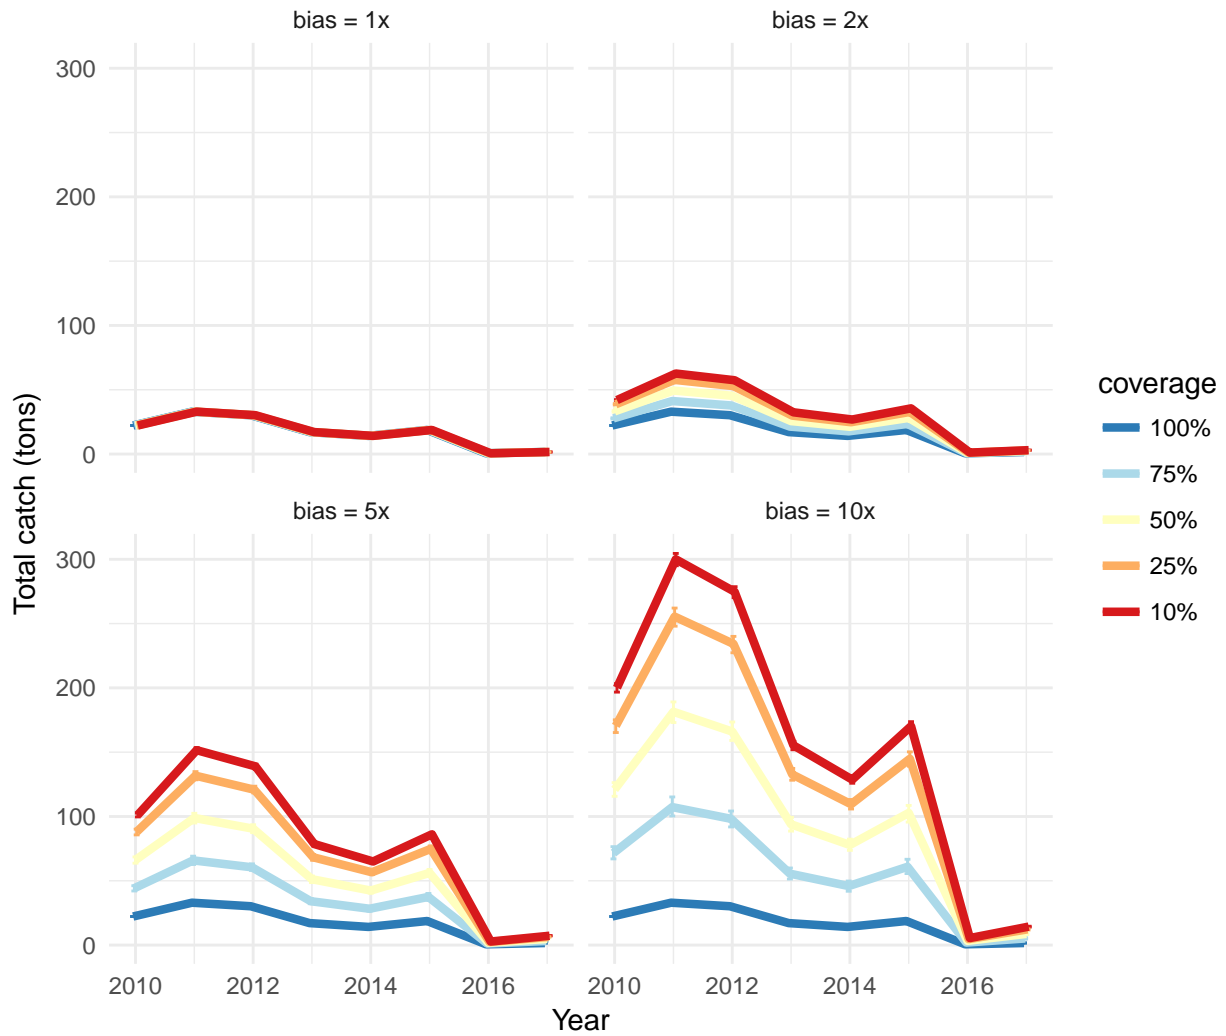 bias = 1x
bias = 2x
300
200
100
0
bias = 5x
bias = 10x
300
200
100
0
2010 2012 2014 2016
2010 2012 2014 2016
Year
Total catch (tons)
coverage
100%
75%
50%
25%
10%